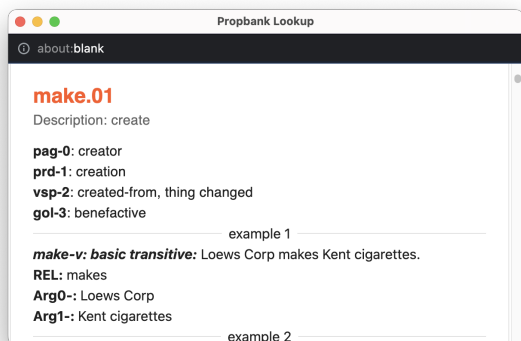 Propbank Lookup
about:blank
make.01
Description: create
pag-0: creator
prd-1: creation
vsp-2: created-from, thing changed
gol-3: benefactive
example 1
make-v: basic transitive: Loews Corp makes Kent cigarettes.
REL: makes
Arg0-: Loews Corp
Arg1-: Kent cigarettes
example 2